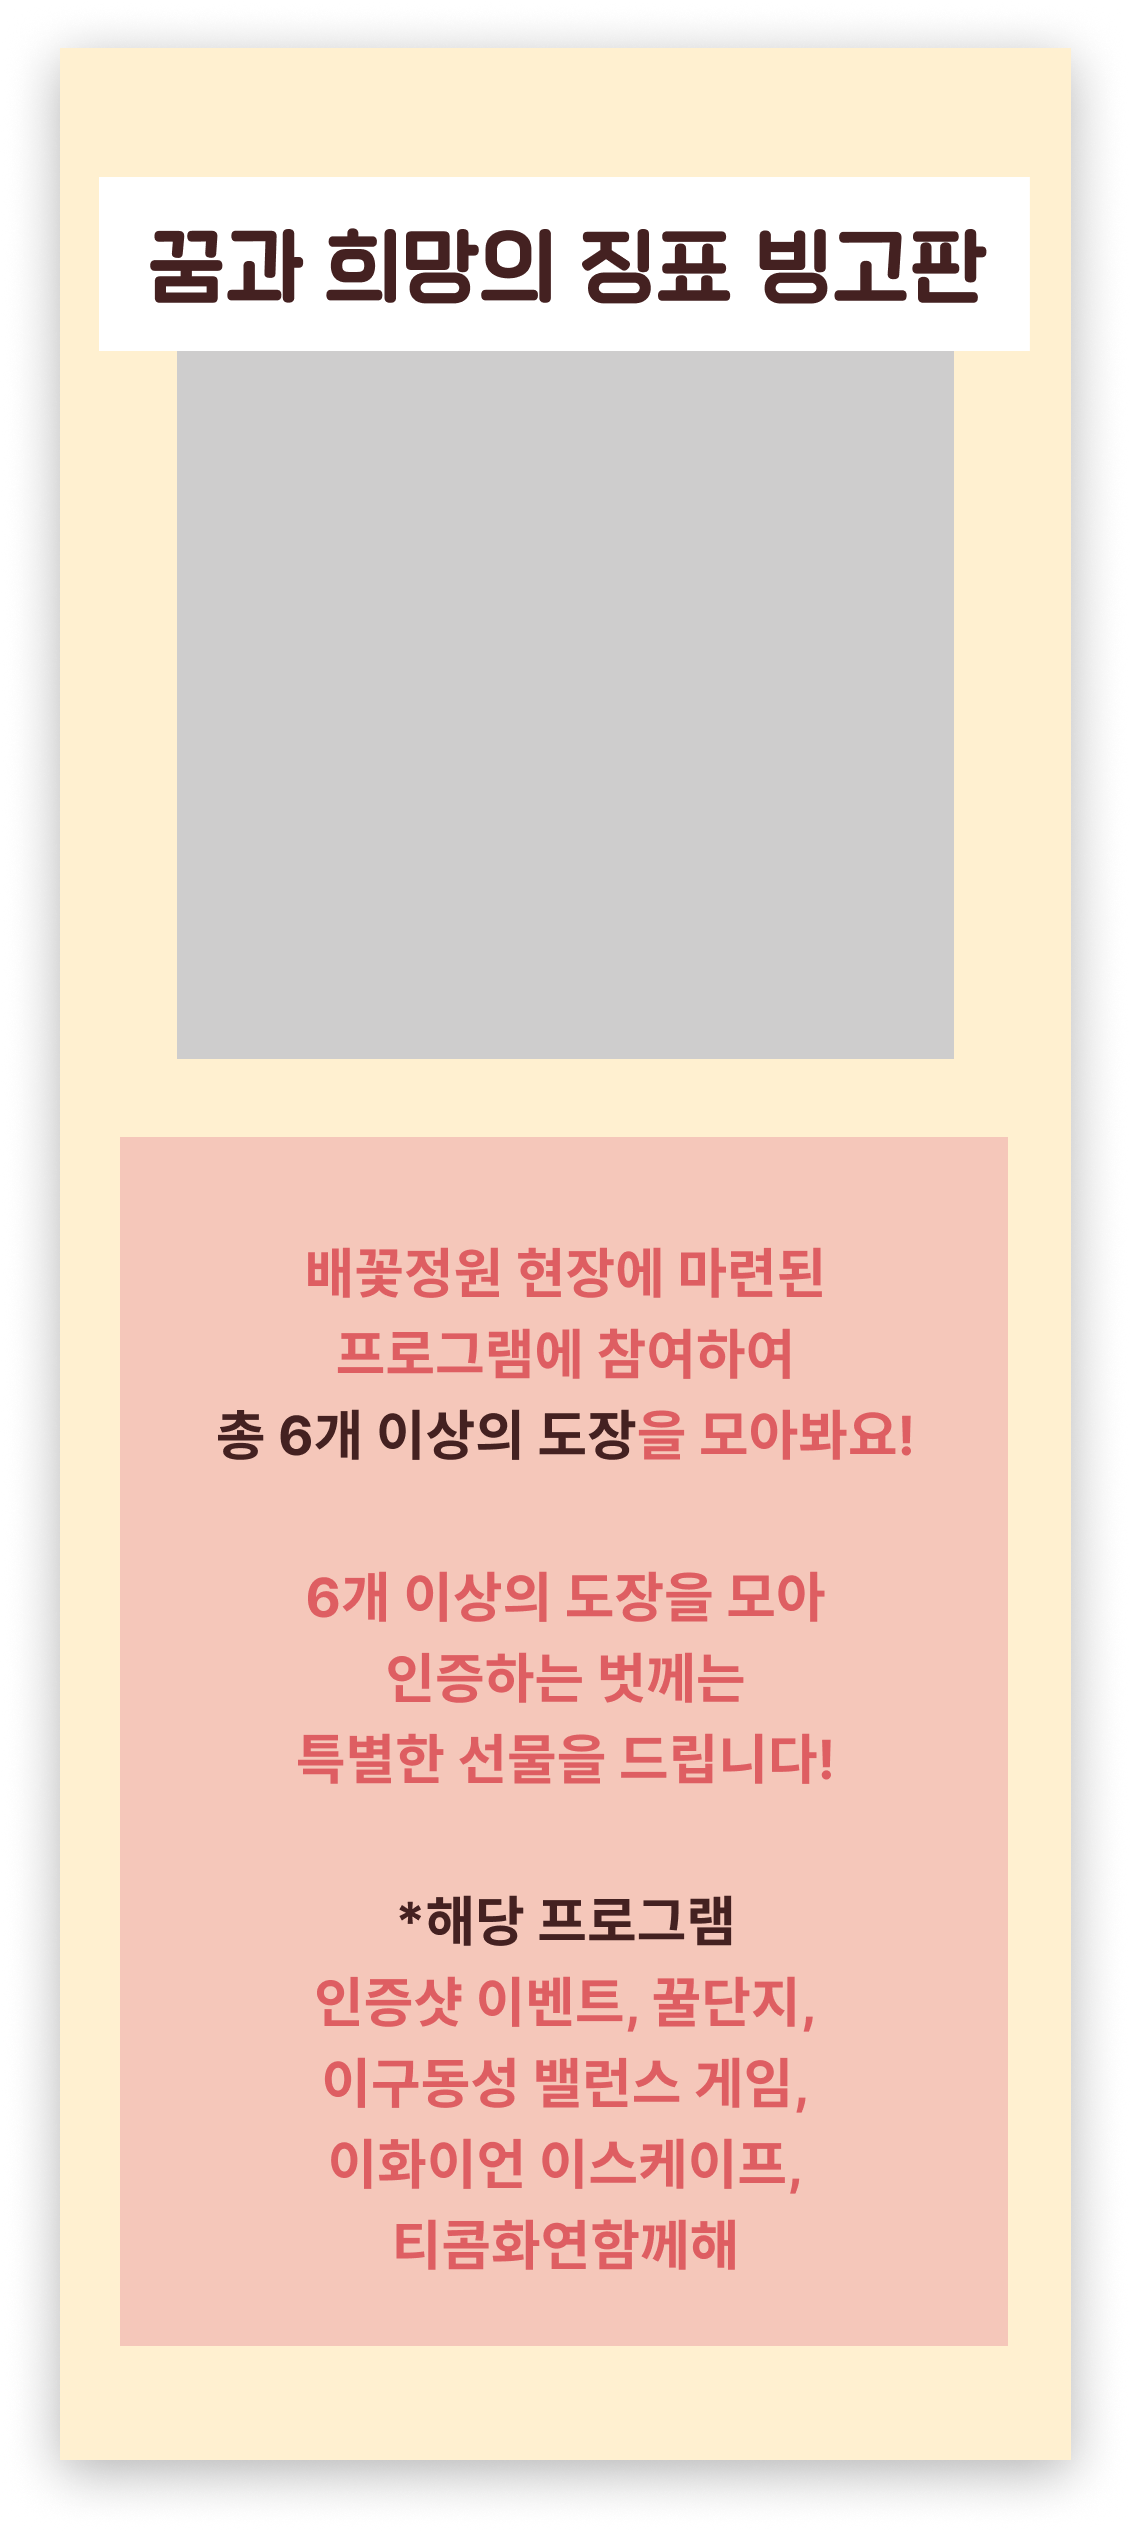 꿈과 희망의 징표 빙고판
배꽃정원 현장에 마련된
프로그램에 참여하여
총 6개 이상의 도장을 모아봐요!
6개 이상의 도장을 모아
인증하는 벗께는
특별한 선물을 드립니다!
*해당 프로그램
인증샷 이벤트, 꿀단지,
이구동성 밸런스 게임,
이화이언 이스케이프,
티콤화연함께해